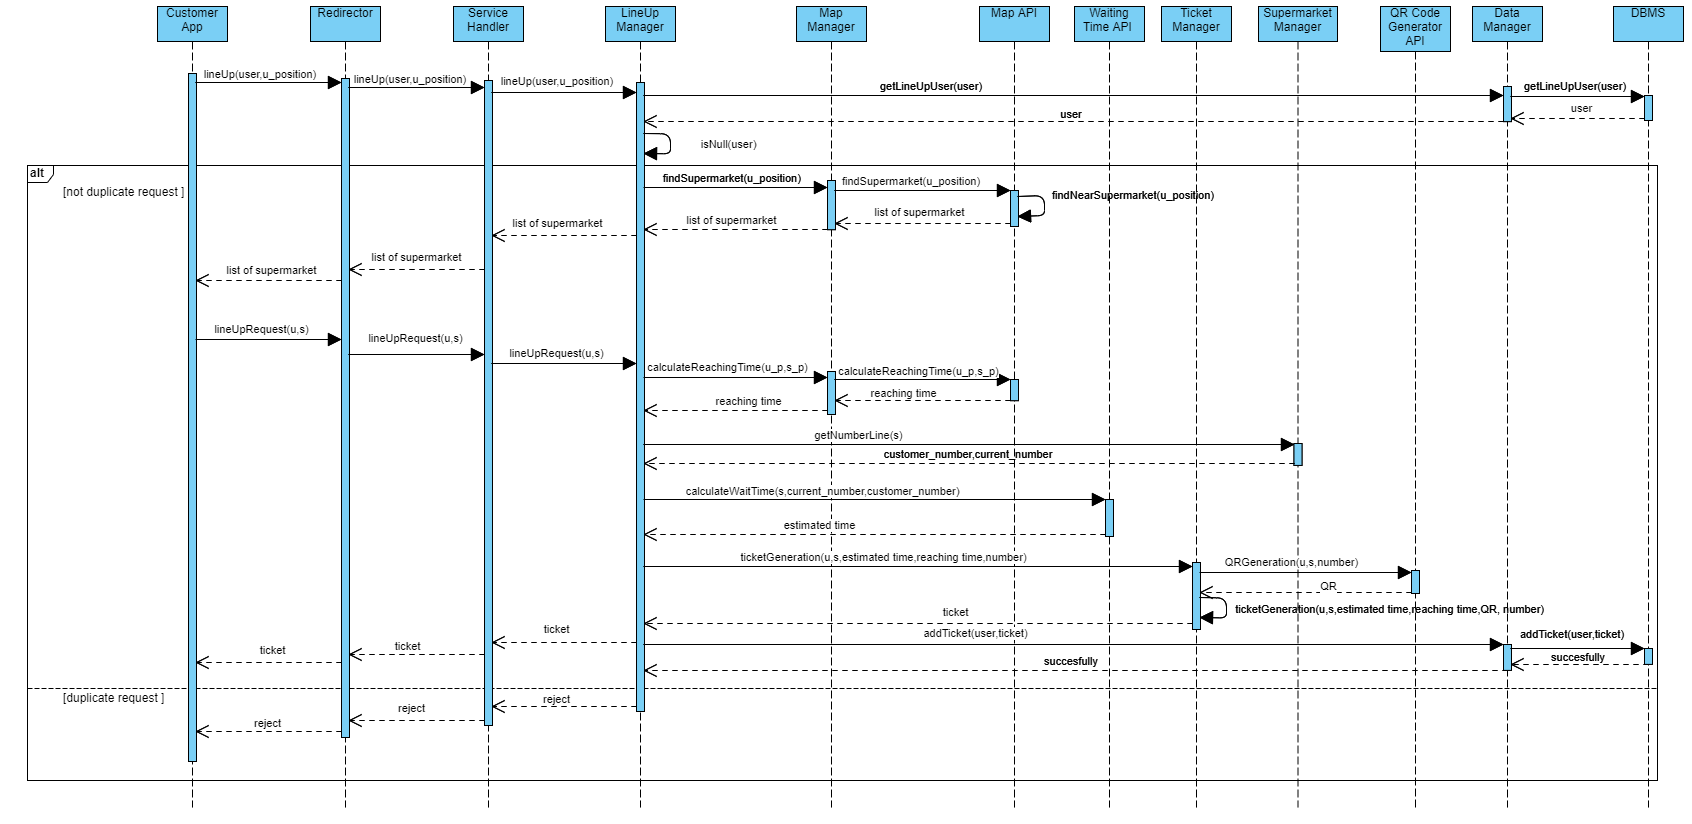 Customer
App
Redirector
Service
Handler
LineUp
Manager
Map
Manager
Map API
Waiting
Time API
Ticket
Manager
Supermarket
Manager
QR Code
Generator
API
Data
Manager
DBMS
lineUp(user,u_position)
lineUp(user,u_position)
lineUp(user,u_position)
getLineUpUser(user)
getLineUpUser(user)
user
user
isNull(user)
alt
[not duplicate request ]
findSupermarket(u_position)
findSupermarket(u_position)
findNearSupermarket(u_position)
list of supermarket
list of supermarket
list of supermarket
list of supermarket
list of supermarket
lineUpRequest(u,s)
lineUpRequest(u,s)
lineUpRequest(u,s)
calculateReachingTime(u_p,s_p)
calculateReachingTime(u_p,s_p)
reaching time
reaching time
getNumberLine(s)
customer_number,current_number
calculateWaitTime(s,current_number,customer_number)
estimated time
ticketGeneration(u,s,estimated time,reaching time,number)
QRGeneration(u,s,number)
QR
ticketGeneration(u,s,estimated time,reaching time,QR, number)
ticket
ticket
ticket
ticket
addTicket(user,ticket)
addTicket(user,ticket)
succesfully
succesfully
[duplicate request ]
reject
reject
reject